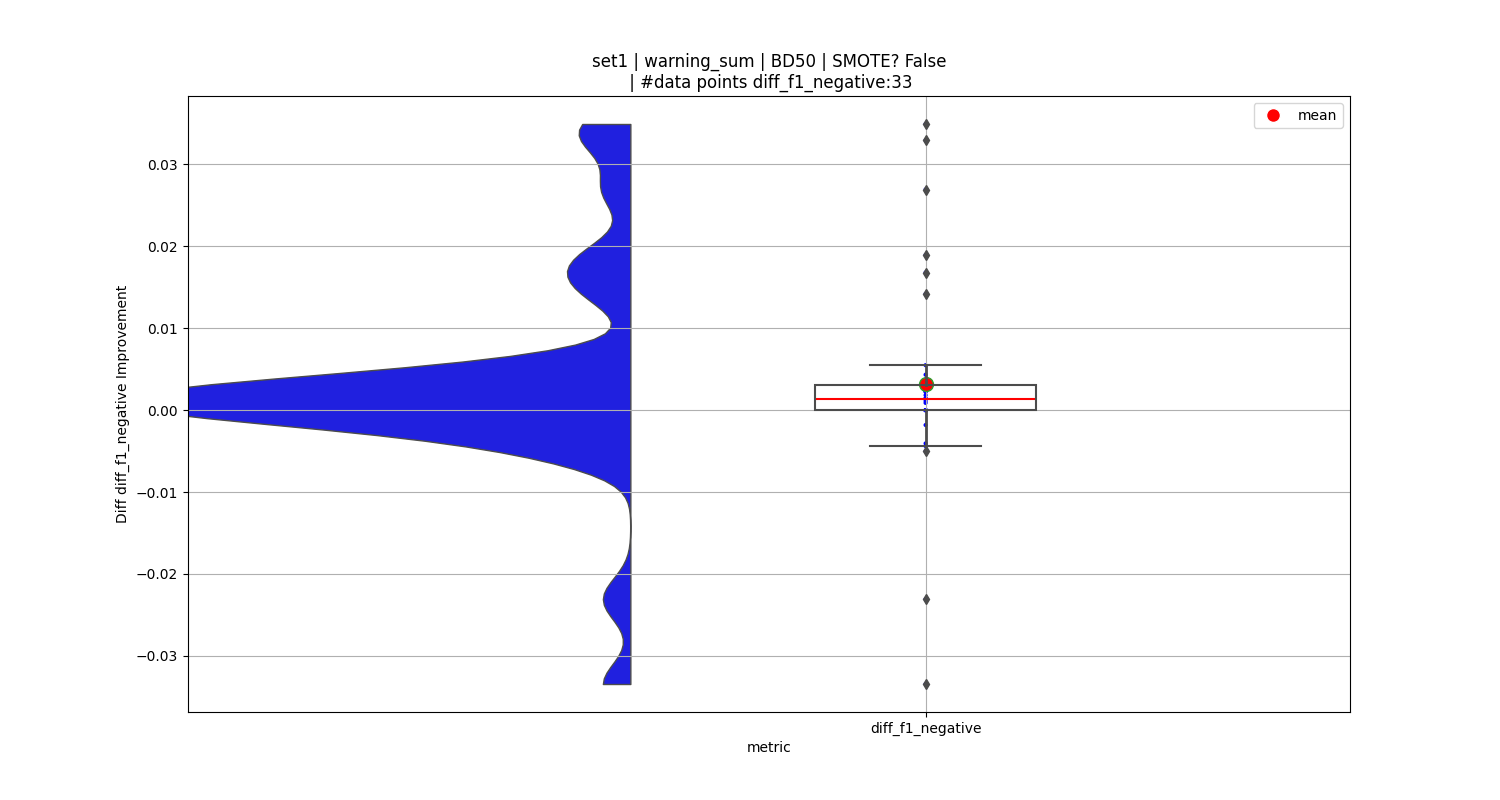 set1 | warning_sum | BD50 | SMOTE? False
| #data points diff_f1_negative:33
mean
0.03
0.02
0.01
0.00
−0.01
−0.02
−0.03
Diff diff_f1_negative Improvement
diff_f1_negative
metric